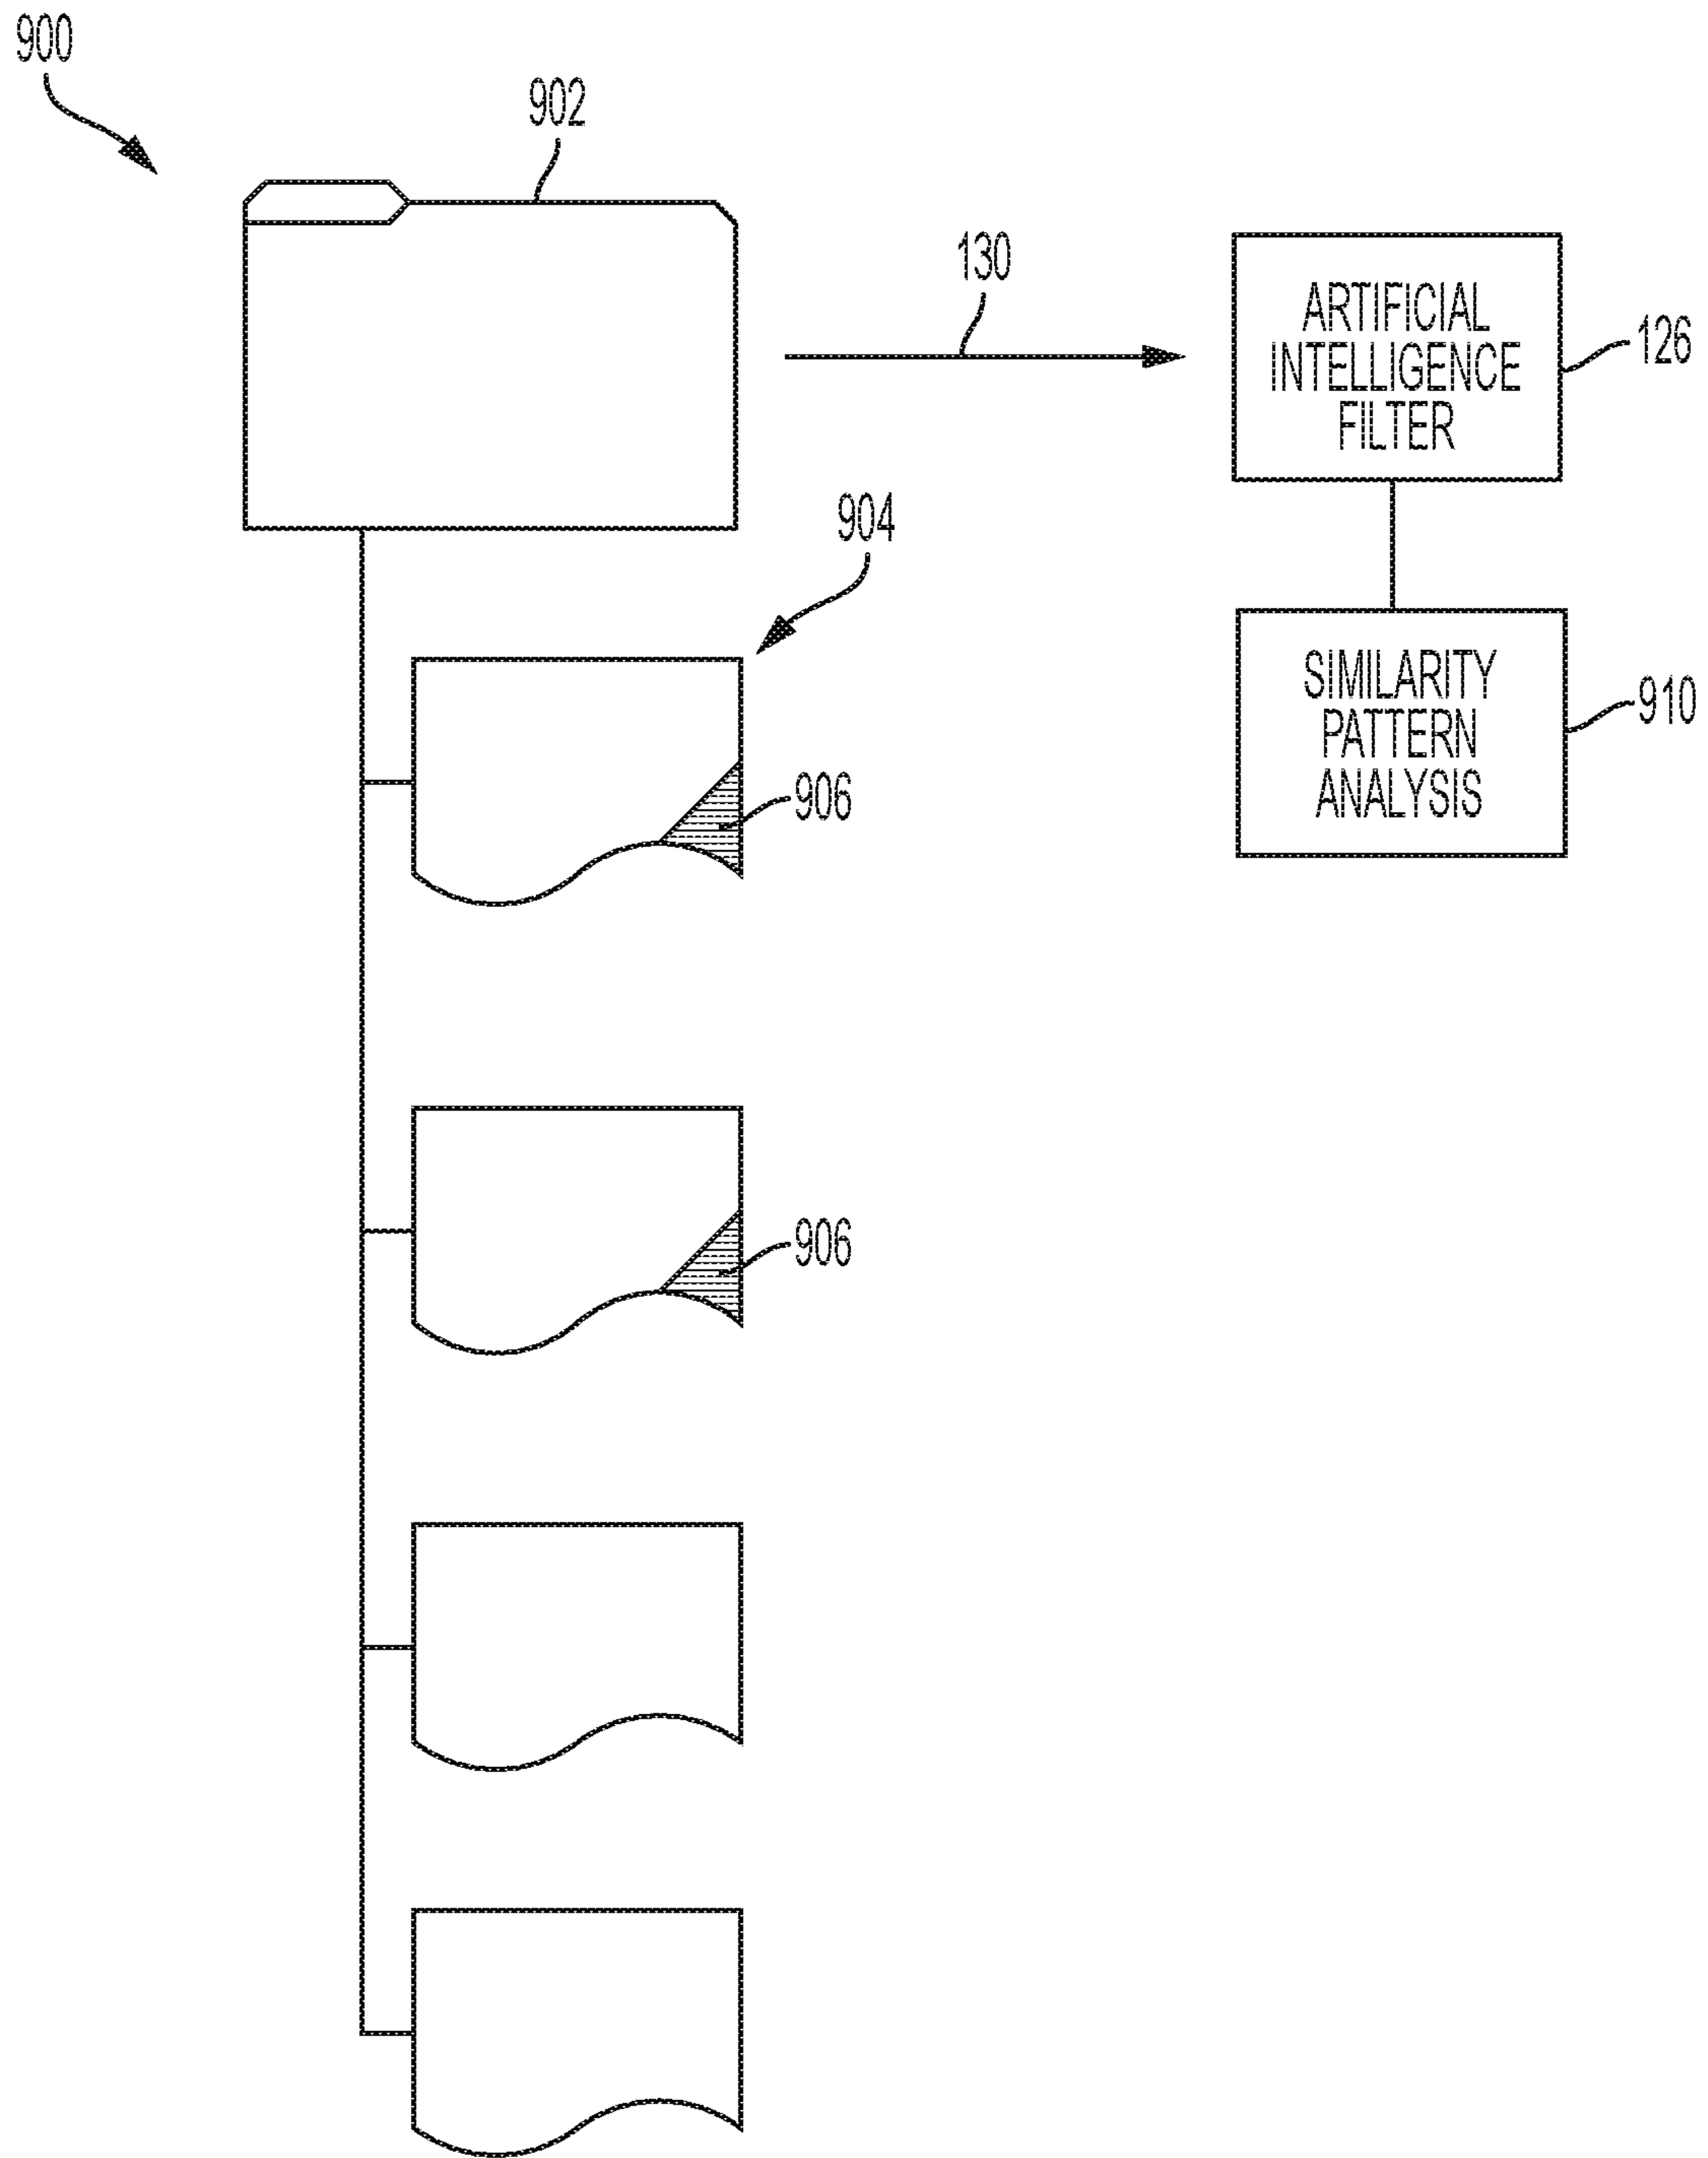 900
902
130
ARTIFICIAL
INTELLIGENCE
FILTER
126
904
SIMILARITY
PATTERN
ANALYSIS
910
906
906